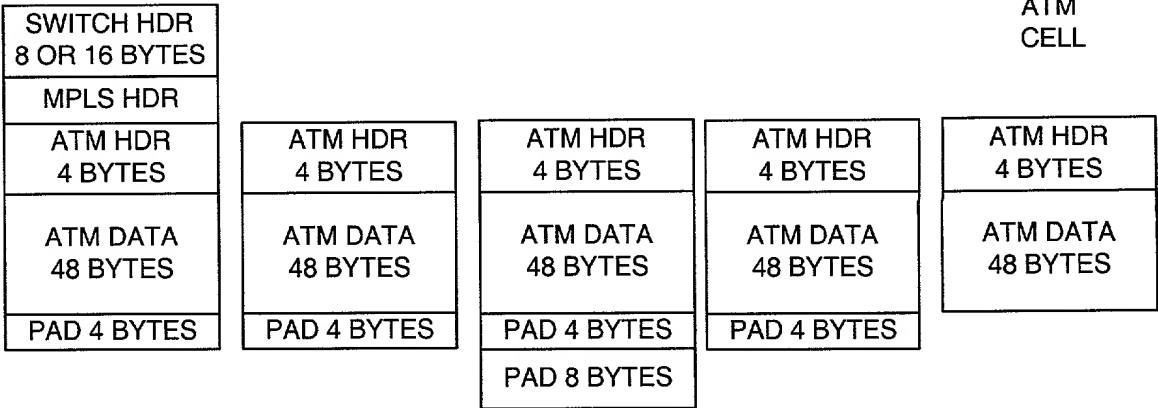 ATM
CELL
SWITCH HDR
8 OR 16 BYTES
MPLS HDR
ATM HDR
4 BYTES
ATM DATA
48 BYTES
PAD 4 BYTES
ATM HDR
4 BYTES
ATM DATA
48 BYTES
PAD 4 BYTES
ATM HDR
4 BYTES
ATM DATA
48 BYTES
PAD 4 BYTES
PAD 8 BYTES
ATM HDR
4 BYTES
ATM DATA
48 BYTES
PAD 4 BYTES
ATM HDR
4 BYTES
ATM DATA
48 BYTES